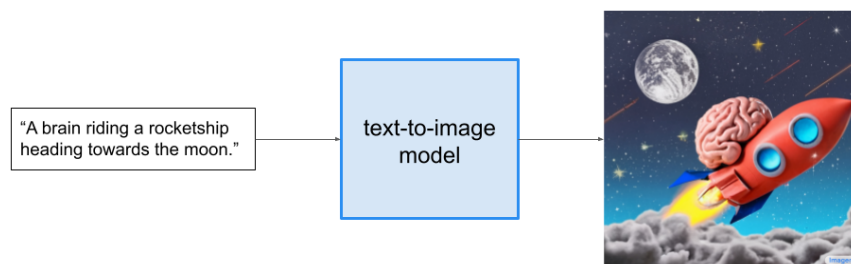 “A brain riding a rocketship
heading towards the moon.”
text-to-image
model